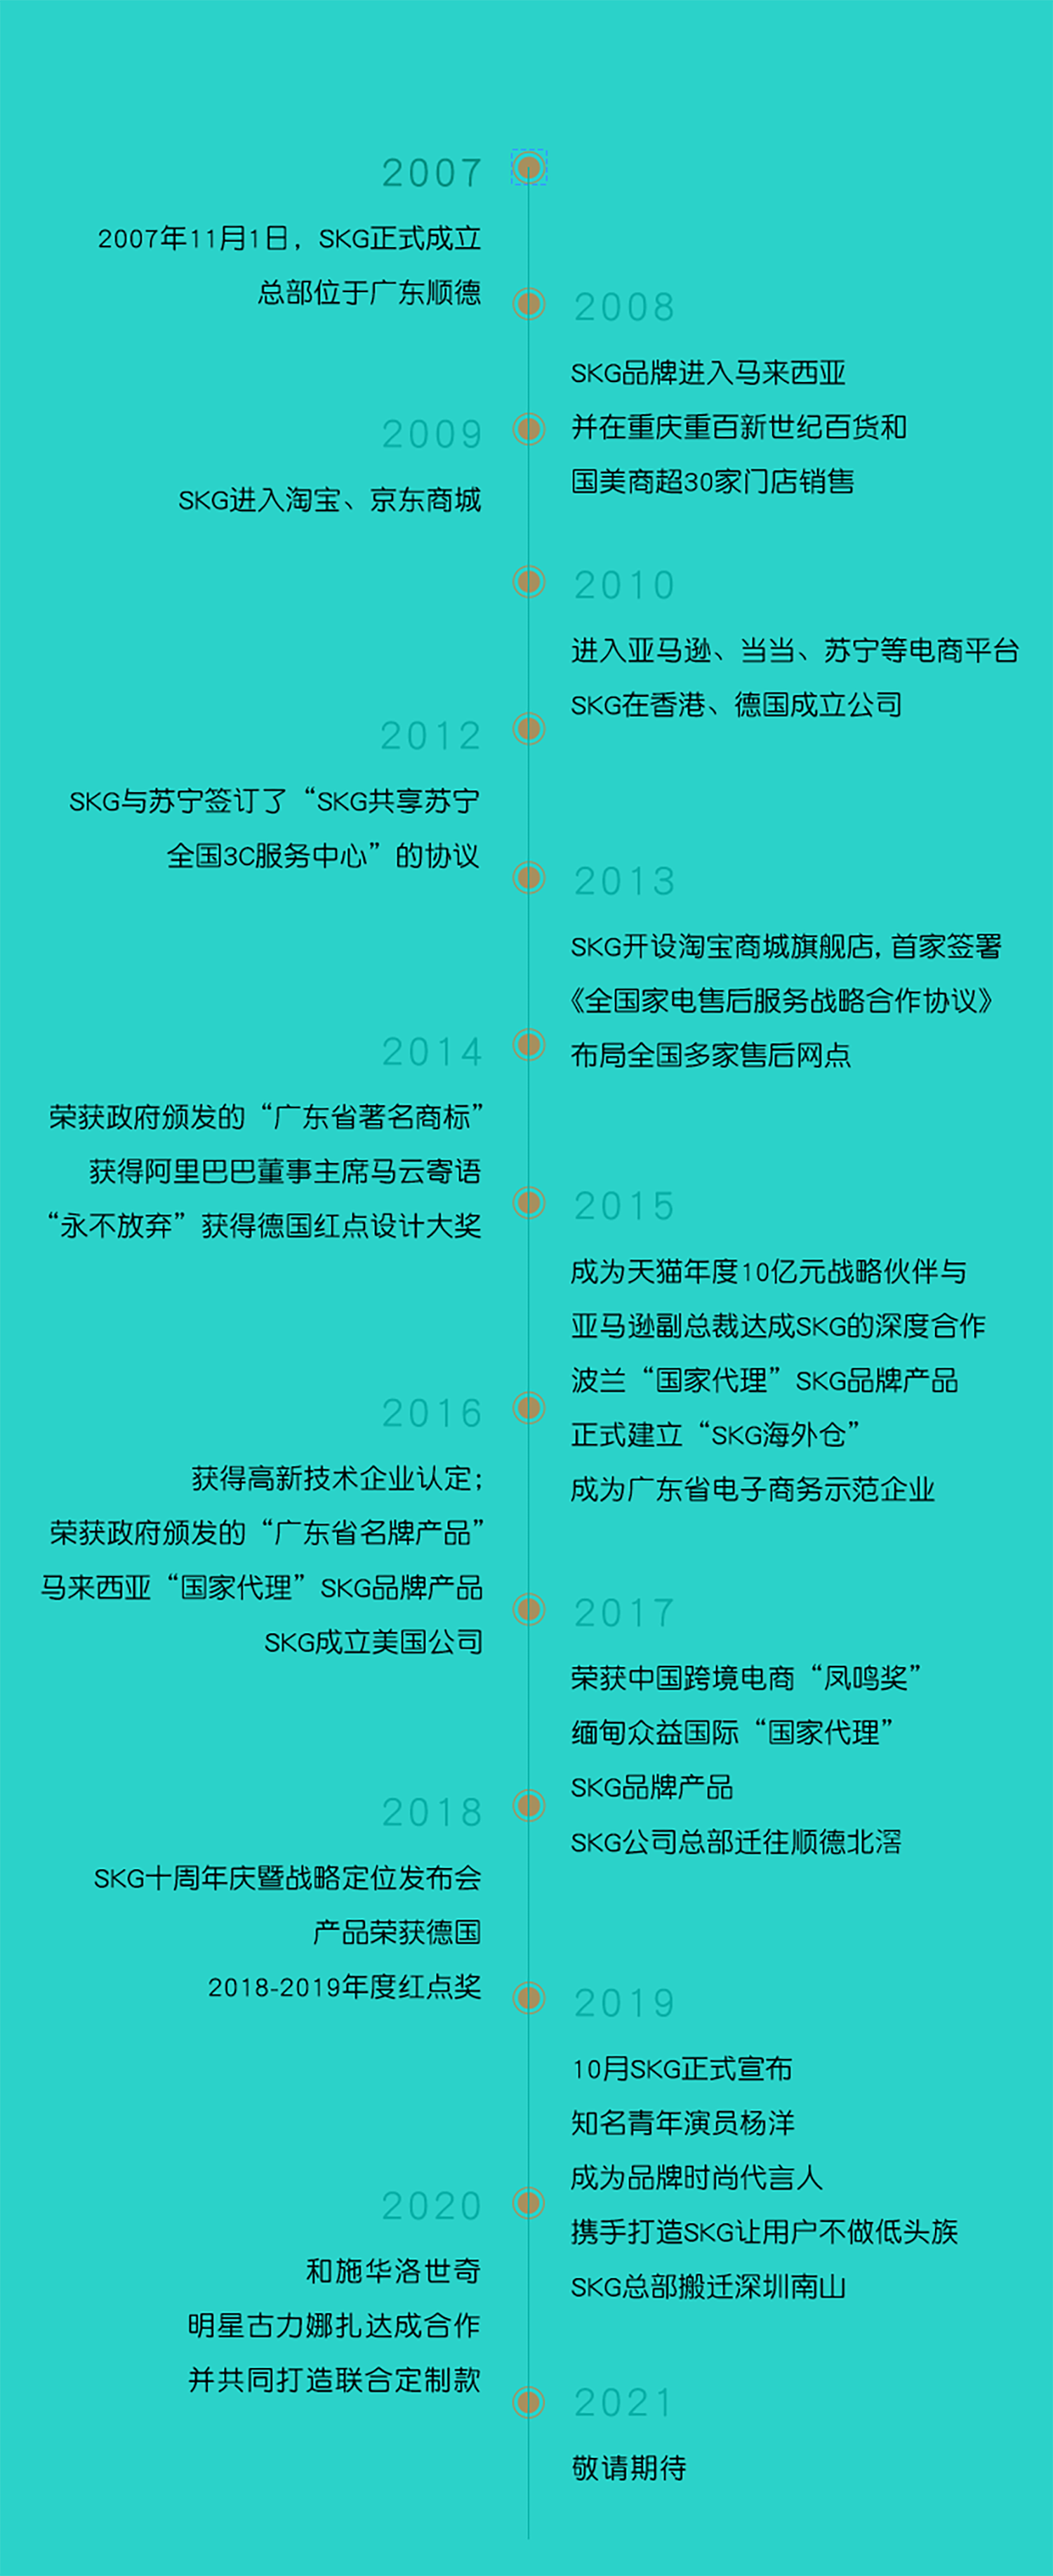 2007
2007年11月1日，SKG正式成立
总部位于广东顺德
2008
SKG品牌进入马来西亚
并在重庆重百新世纪百货和
国美商超30家门店销售
2009
SKG进入淘宝、京东商城
2010
进入亚马逊、当当、苏宁等电商平台
SKG在香港、德国成立公司
2012
SKG与苏宁签订了“SKG共享苏宁
全国3C服务中心”的协议
2013
SKG开设淘宝商城旗舰店，首家签署
《全国家电售后服务战略合作协议》
布局全国多家售后网点
2014
荣获政府颁发的“广东省著名商标”
获得阿里巴巴董事主席马云寄语
“永不放弃”获得德国红点设计大奖
2015
成为天猫年度10亿元战略伙伴与
亚马逊副总裁达成SKG的深度合作
波兰“国家代理”SKG品牌产品
正式建立“SKG海外仓”
成为广东省电子商务示范企业
2016
获得高新技术企业认定；
荣获政府颁发的“广东省名牌产品”
马来西亚“国家代理”SKG品牌产品
SKG成立美国公司
2017
荣获中国跨境电商“凤鸣奖”
缅甸众益国际“国家代理”
SKG品牌产品
SKG公司总部迁往顺德北滘
2018
SKG十周年庆暨战略定位发布会
产品荣获德国
2018-2019年度红点奖
2019
10月SKG正式宣布
知名青年演员杨洋
成为品牌时尚代言人
携手打造SKG让用户不做低头族
SKG总部搬迁深圳南山
2020
和施华洛世奇
明星古力娜扎达成合作
并共同打造联合定制款
2021
敬请期待